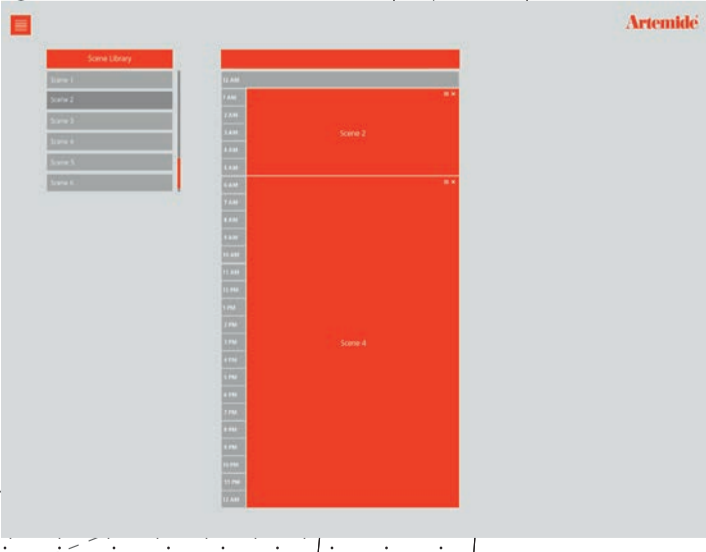 Artemide
Scene Library
Scene 1
Scene 2
Scene 3
Scene 4
Scene 5
Scene 6
12 AM
1 AM
2 AM
3 AM
Scene 2
4 AM
5 AM
6 AM
7 AM
8 AM
9 AM
10 AM
11 AM
12 PM
1 PM
2 PM
3 PM
Scene 4
4 PM
5 PM
6 PM
7 PM
8 PM
9 PM
10 PM
11 PM
12 AM